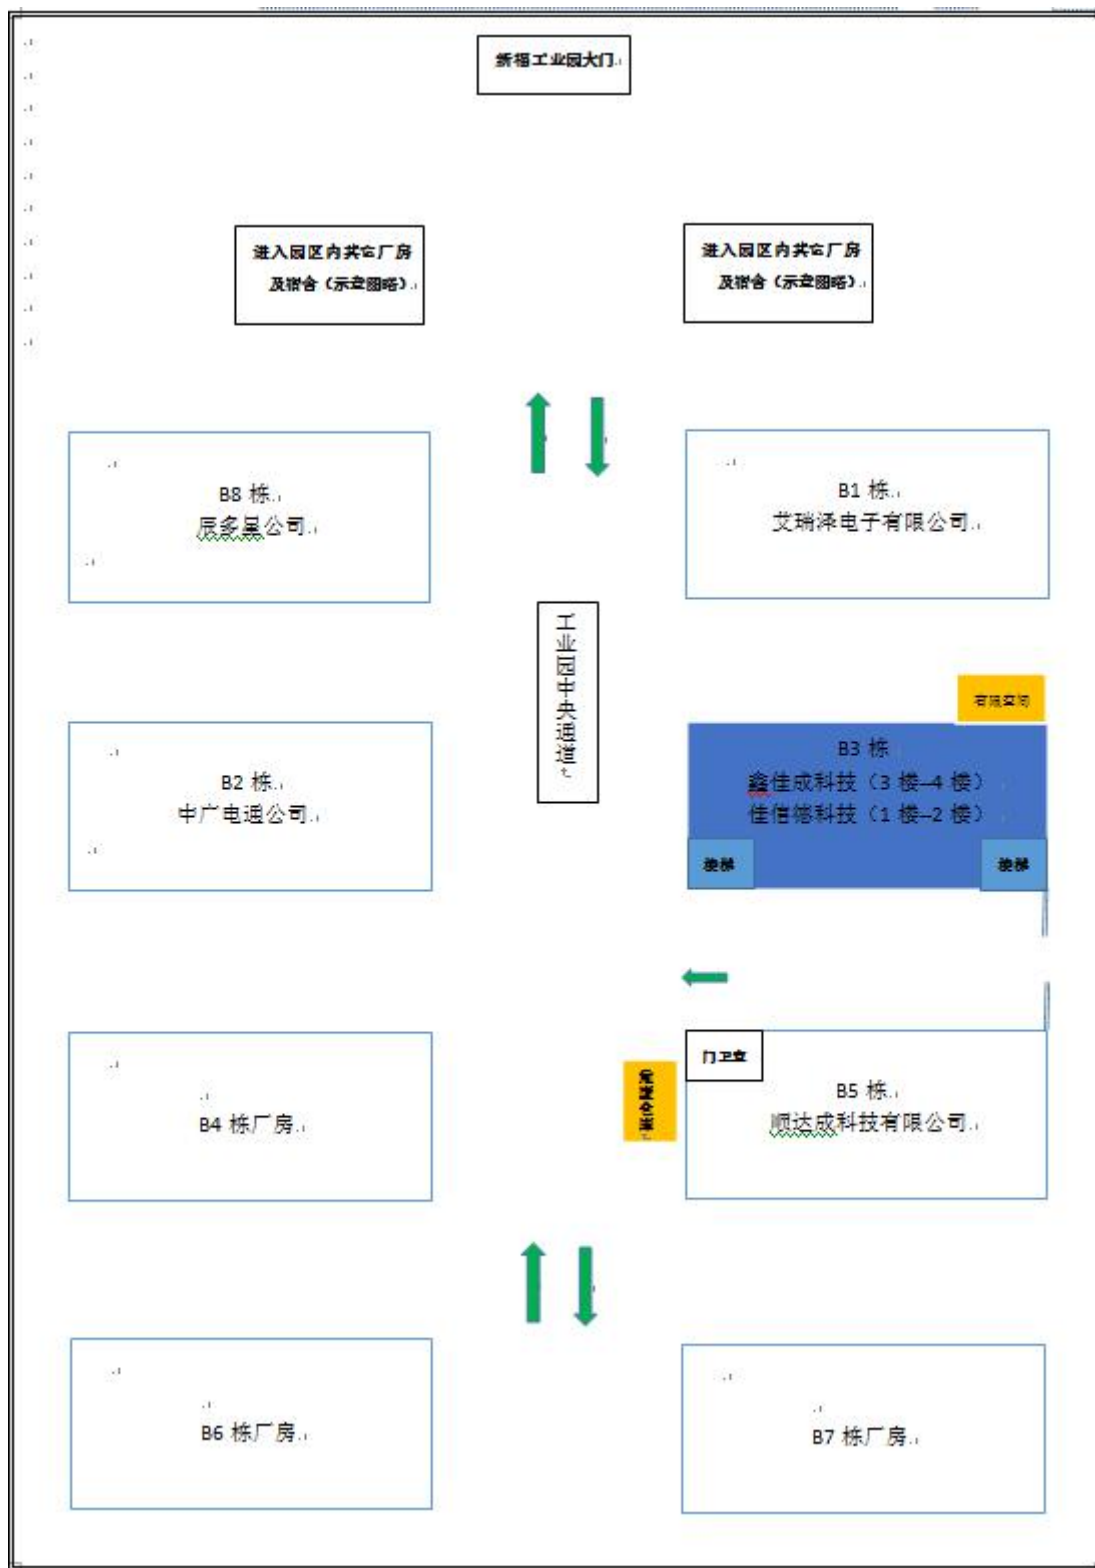 新福工业园大门
进入园区内其它厂房
及宿舍（示意图略）
进入园区内其它厂房
及宿舍（示意图略）
B8 栋
辰多星公司
B1 栋
艾瑞泽电子有限公司
工业园中央通道
有限空间
B2 栋
中广电通公司
B3 栋
鑫佳成科技（3 楼–4 楼）
佳信德科技（1 楼–2 楼）
楼梯
楼梯
门卫室
B4 栋厂房
B5 栋
顺达成科技有限公司
B6 栋厂房
B7 栋厂房